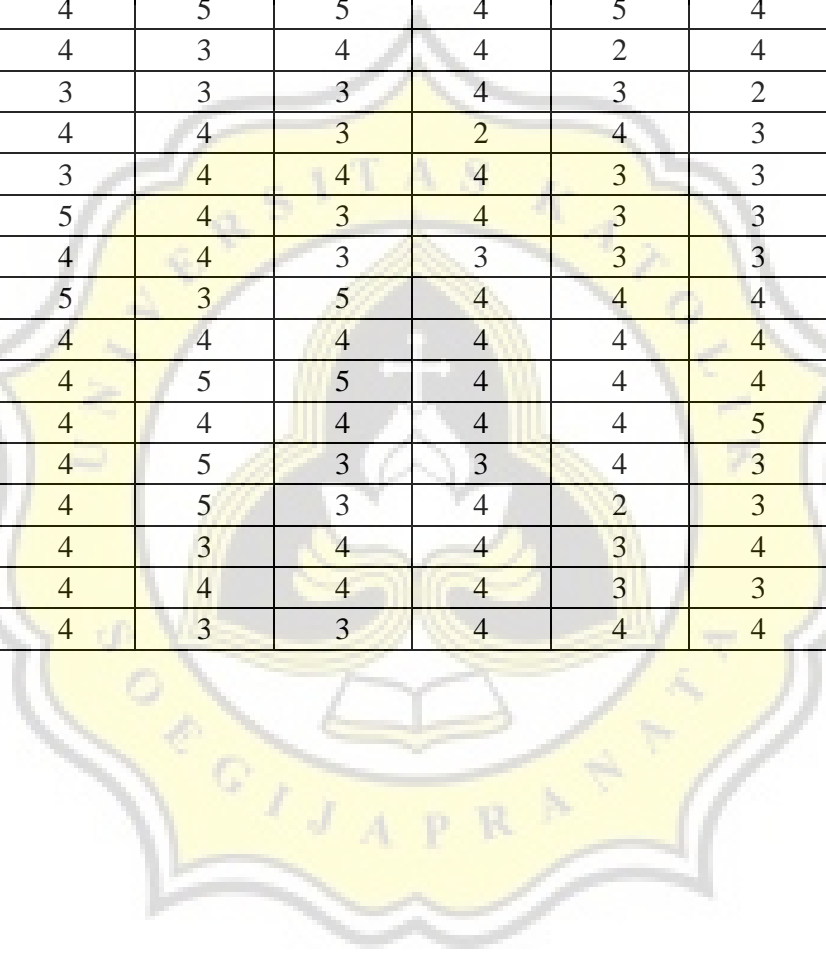 4 5 5 4 5 4
4 3 4 4 2 4
3 3 3 4 3 2
4 4 3 2 4 3
3 4 4 4 3 3
5 4 3 4 3 3
4 4 3 3 3 3
5 3 5 4 4 4
4 4 4 4 4 4
4 5 5 4 4 4
4 4 4 4 4 5
4 5 3 3 4 3
4 5 3 4 2 3
4 3 4 4 3 4
4 4 4 4 3 3
4 3 3 4 4 4
UNIVERSITAS KATOLIK
SOEGIJAPRANATA